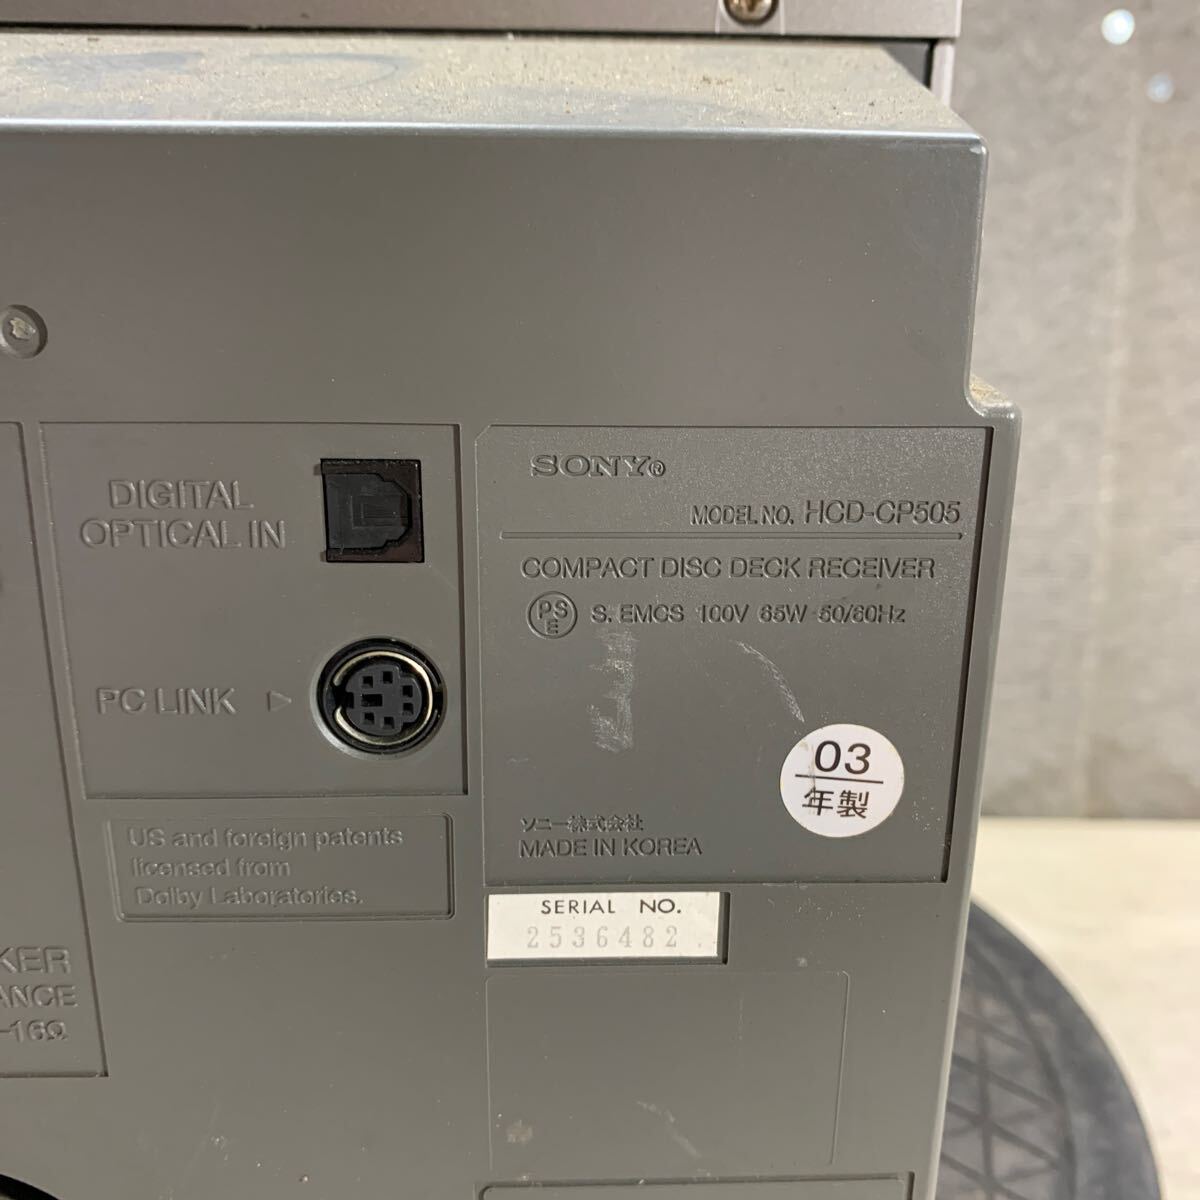 DIGITAL
OPTICAL IN
PC LINK
US and foreign patents
licensed from
Dolby Laboratories.
KER
ANCE
-16Ω
SONY®
MODEL NO. HCD-CP505
COMPACT DISC DECK RECEIVER
PSE S. EMCS 100V 65W 50/60Hz
03
年製
ソニー株式会社
MADE IN KOREA
SERIAL NO.
2536482